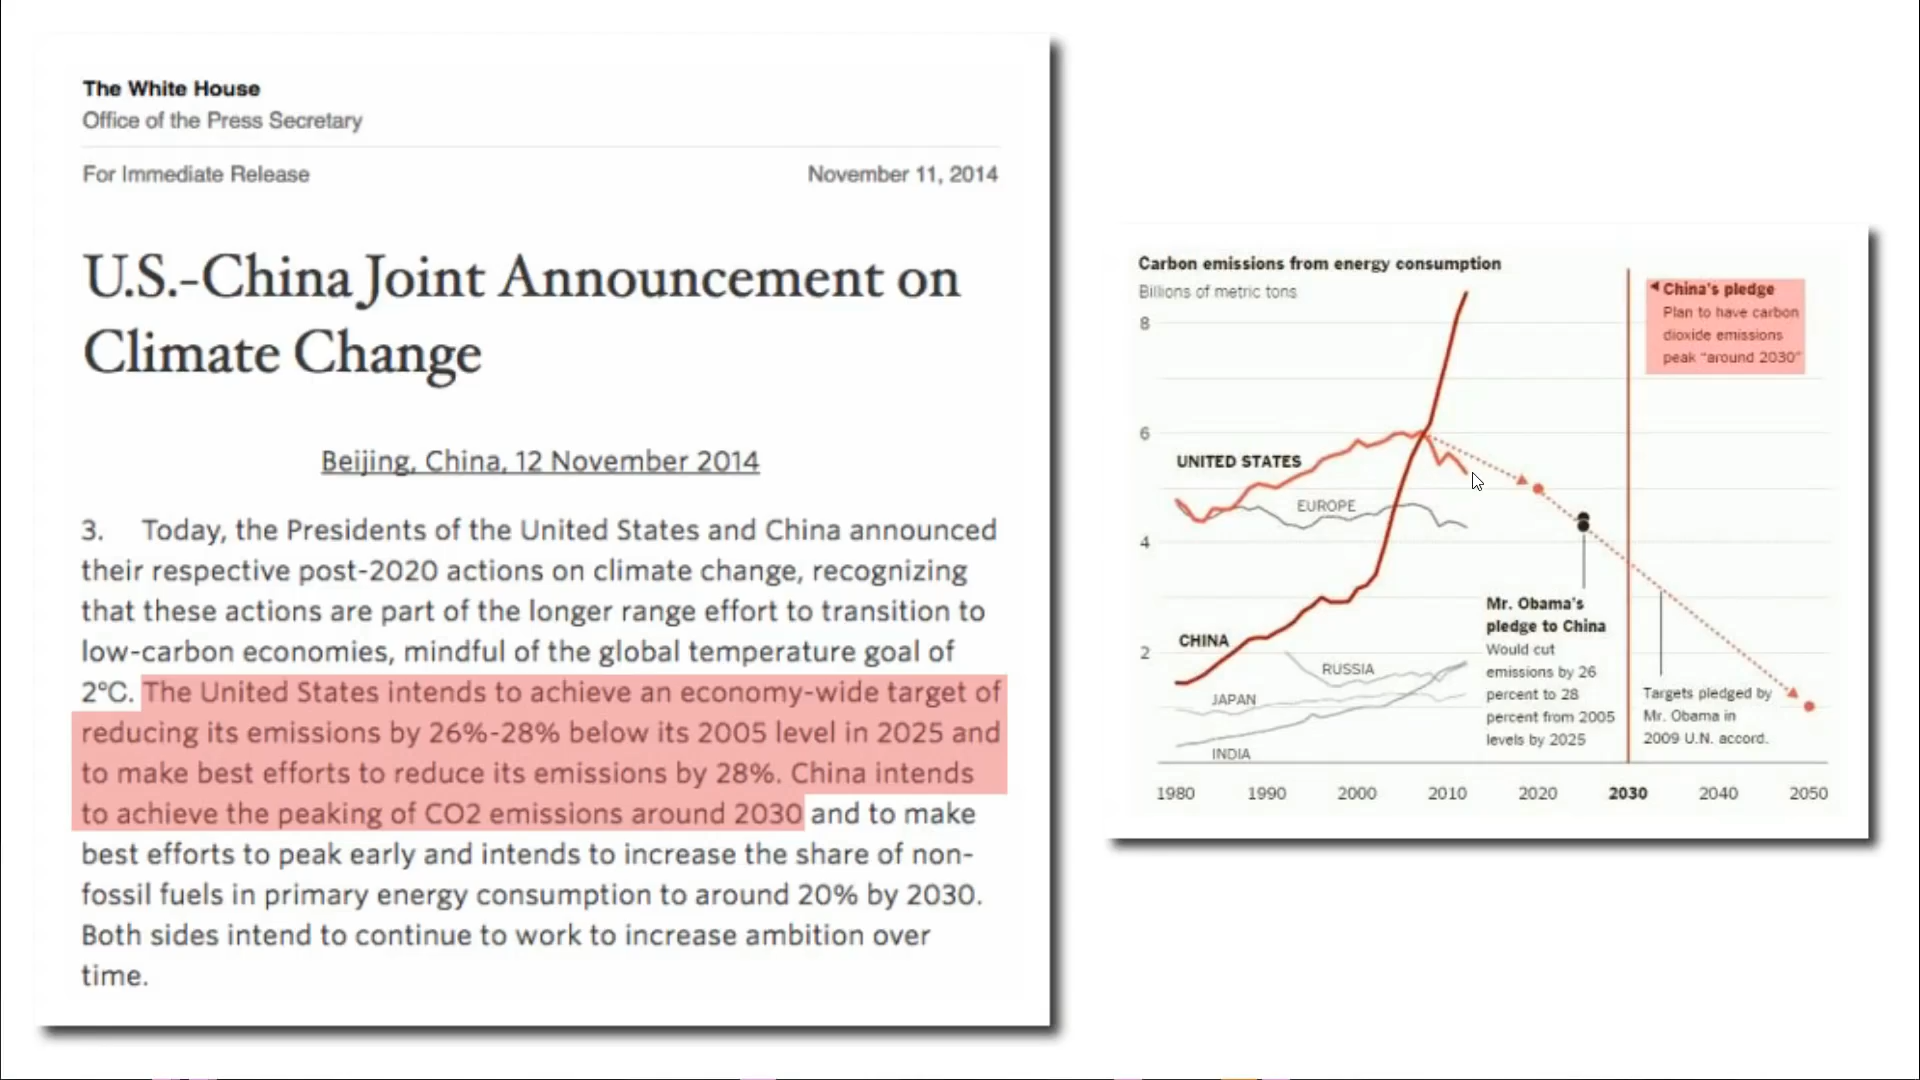 The White House
Office of the Press Secretary
For Immediate Release
November 11, 2014
U.S.-China Joint Announcement on
Climate Change
Beijing, China, 12 November 2014
3. Today, the Presidents of the United States and China announced
their respective post-2020 actions on climate change, recognizing
that these actions are part of the longer range effort to transition to
low-carbon economies, mindful of the global temperature goal of
2°C. The United States intends to achieve an economy-wide target of
reducing its emissions by 26%-28% below its 2005 level in 2025 and
to make best efforts to reduce its emissions by 28%. China intends
to achieve the peaking of CO2 emissions around 2030 and to make
best efforts to peak early and intends to increase the share of non-
fossil fuels in primary energy consumption to around 20% by 2030.
Both sides intend to continue to work to increase ambition over
time.
Carbon emissions from energy consumption
Billions of metric tons
China's pledge
Plan to have carbon
dioxide emissions
peak "around 2030"
8
6
4
2
UNITED STATES
EUROPE
CHINA
RUSSIA
JAPAN
INDIA
Mr. Obama's
pledge to China
Would cut
emissions by 26
percent to 28
percent from 2005
levels by 2025
Targets pledged by
Mr. Obama in
2009 U.N. accord.
1980 1990 2000 2010 2020 2030 2040 2050